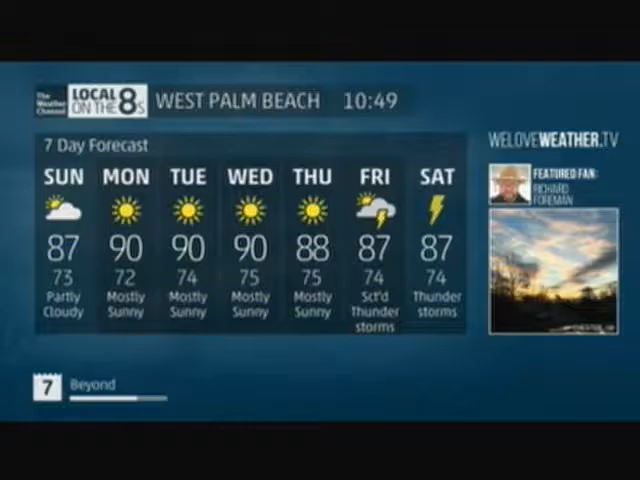 The Weather Channel
LOCAL ON THE 8s
WEST PALM BEACH 10:49
7 Day Forecast
SUN MON TUE WED THU FRI SAT
87 90 90 90 88 87 87
73 72 74 75 75 74 74
Partly Mostly Mostly Mostly Mostly Sct'd Thunder
Cloudy Sunny Sunny Sunny Sunny Thunder storms
storms
WELOVEWEATHER.TV
FEATURED FAN:
RICHARD
FOREMAN
7 Beyond